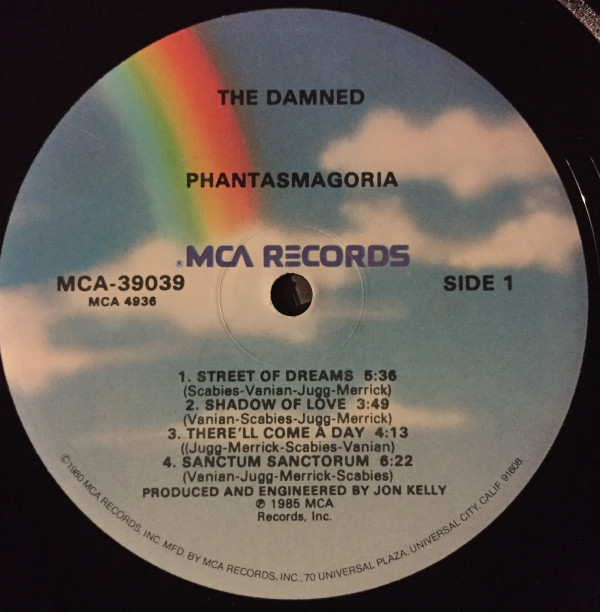 THE DAMNED
PHANTASMAGORIA
MCA RECORDS
MCA-39039 SIDE 1
MCA 4936
1. STREET OF DREAMS 5:36
(Scabies-Vanian-Jugg-Merrick)
2. SHADOW OF LOVE 3:49
(Vanian-Scabies-Jugg-Merrick)
3. THERE'LL COME A DAY 4:13
((Jugg-Merrick-Scabies-Vanian)
4. SANCTUM SANCTORUM 6:22
(Vanian-Jugg-Merrick-Scabies)
PRODUCED AND ENGINEERED BY JON KELLY
℗ 1985 MCA
Records, Inc.
©1980 MCA RECORDS, INC. MFD. BY MCA RECORDS, INC., 70 UNIVERSAL PLAZA, UNIVERSAL CITY, CALIF. 91608